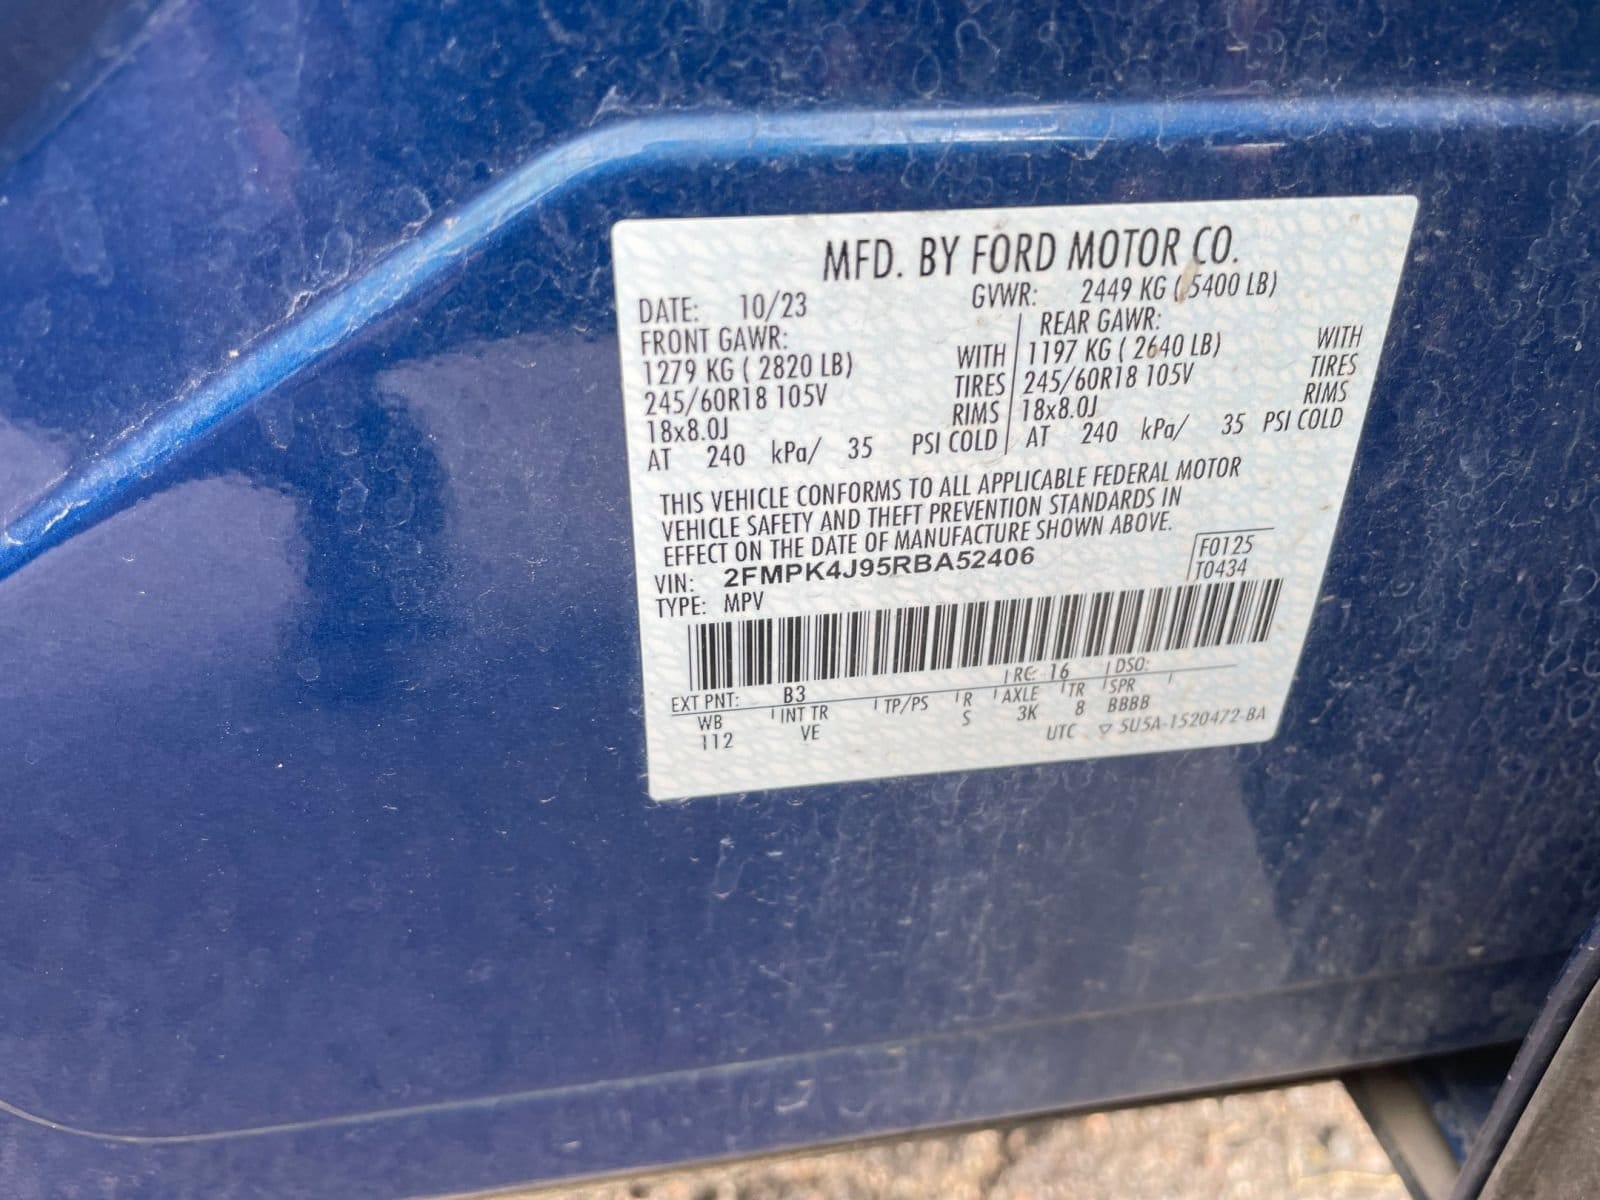 MFD. BY FORD MOTOR CO.
DATE: 10/23 GVWR: 2449 KG ( 5400 LB)
FRONT GAWR: REAR GAWR:
1279 KG ( 2820 LB) WITH 1197 KG ( 2640 LB) WITH
245/60R18 105V TIRES 245/60R18 105V TIRES
18x8.0J RIMS 18x8.0J RIMS
AT 240 kPa/ 35 PSI COLD AT 240 kPa/ 35 PSI COLD
THIS VEHICLE CONFORMS TO ALL APPLICABLE FEDERAL MOTOR
VEHICLE SAFETY AND THEFT PREVENTION STANDARDS IN
EFFECT ON THE DATE OF MANUFACTURE SHOWN ABOVE.
VIN: 2FMPK4J95RBA52406 F0125
TYPE: MPV T0434
EXT PNT: B3 RC: 16 DSO:
WB INT TR TP/PS R AXLE TR SPR
112 VE S 3K 8 BBBB
UTC ▽ 5U5A-1520472-BA